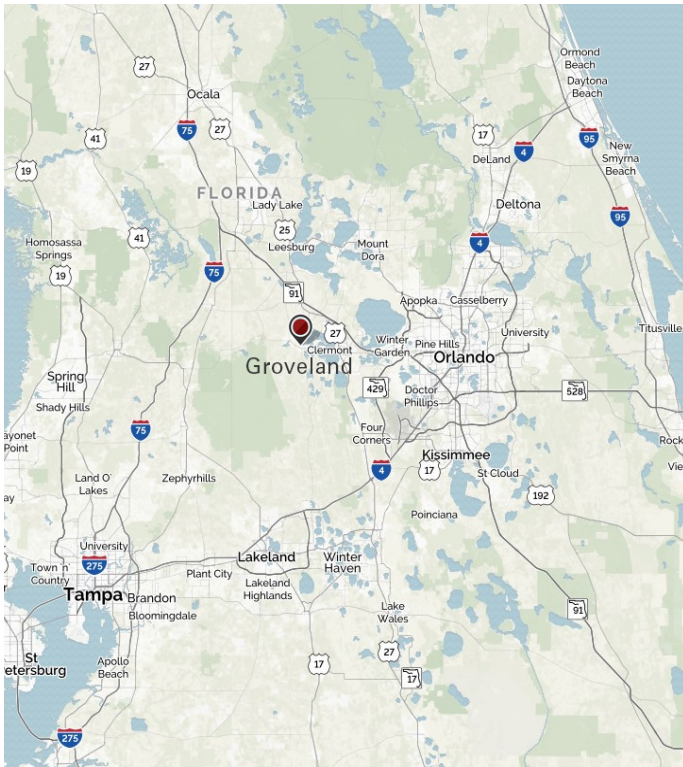 Ormond
Beach
27
Daytona
Beach
Ocala
75
27
41
17
95
4
New
Smyrna
Beach
DeLand
19
FLORIDA
Lady Lake
Deltona
95
25
41
4
Homosassa
Springs
Leesburg
Mount
Dora
19
75
91
Apopka
Casselberry
27
Titusville
University
Winter
Garden
Pine Hills
Clermont
Orlando
Groveland
Spring
Hill
429
Doctor
Phillips
528
Shady Hills
75
ayonet
Point
Four
Corners
Rock
Kissimmee
Vie
4
17
St Cloud
Land O'
Lakes
Zephyrhills
192
ay
Poinciana
University
Lakeland
Winter
Haven
275
Town n'
Country
Plant City
Lakeland
Highlands
Tampa
Brandon
Bloomingdale
91
Lake
Wales
St
etersburg
Apollo
Beach
17
27
17
275